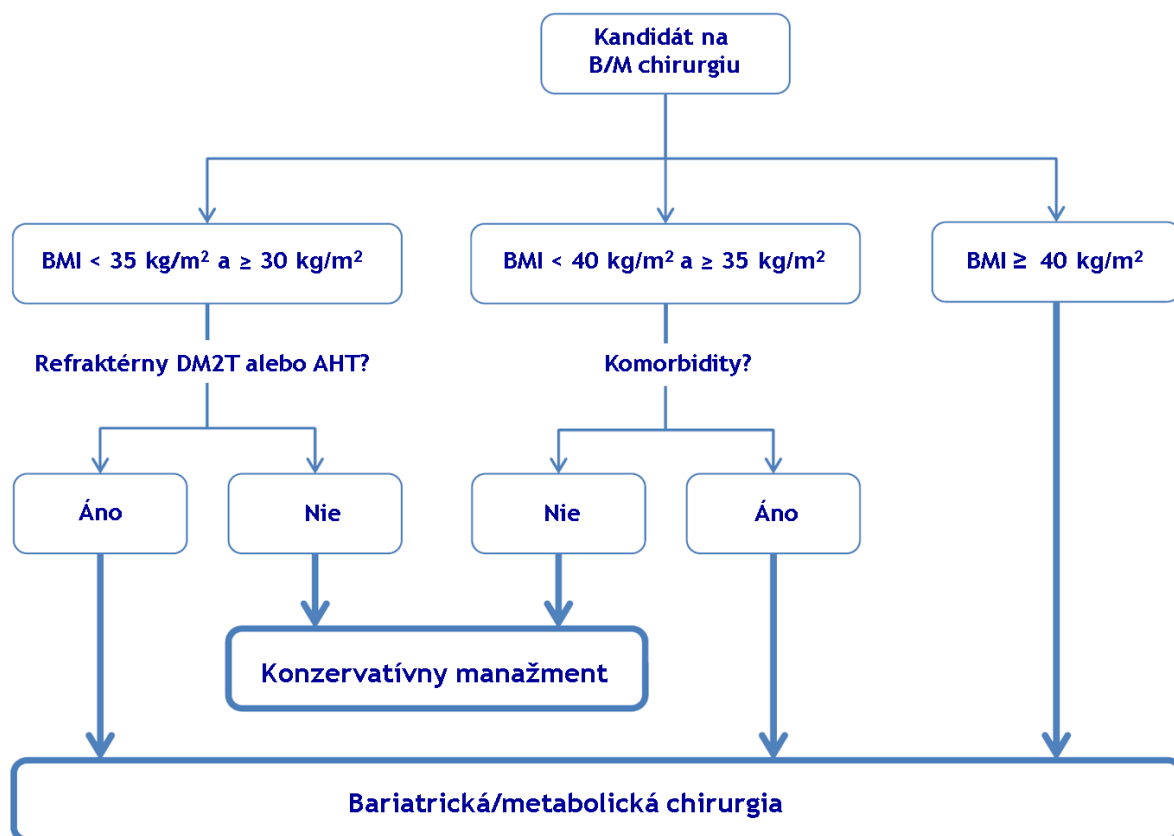 Kandidát na
B/M chirurgiu
BMI < 35 kg/m² a ≥ 30 kg/m²
BMI < 40 kg/m² a ≥ 35 kg/m²
BMI ≥ 40 kg/m²
Refraktérny DM2T alebo AHT?
Komorbidity?
Áno
Nie
Nie
Áno
Konzervatívny manažment
Bariatrická/metabolická chirurgia